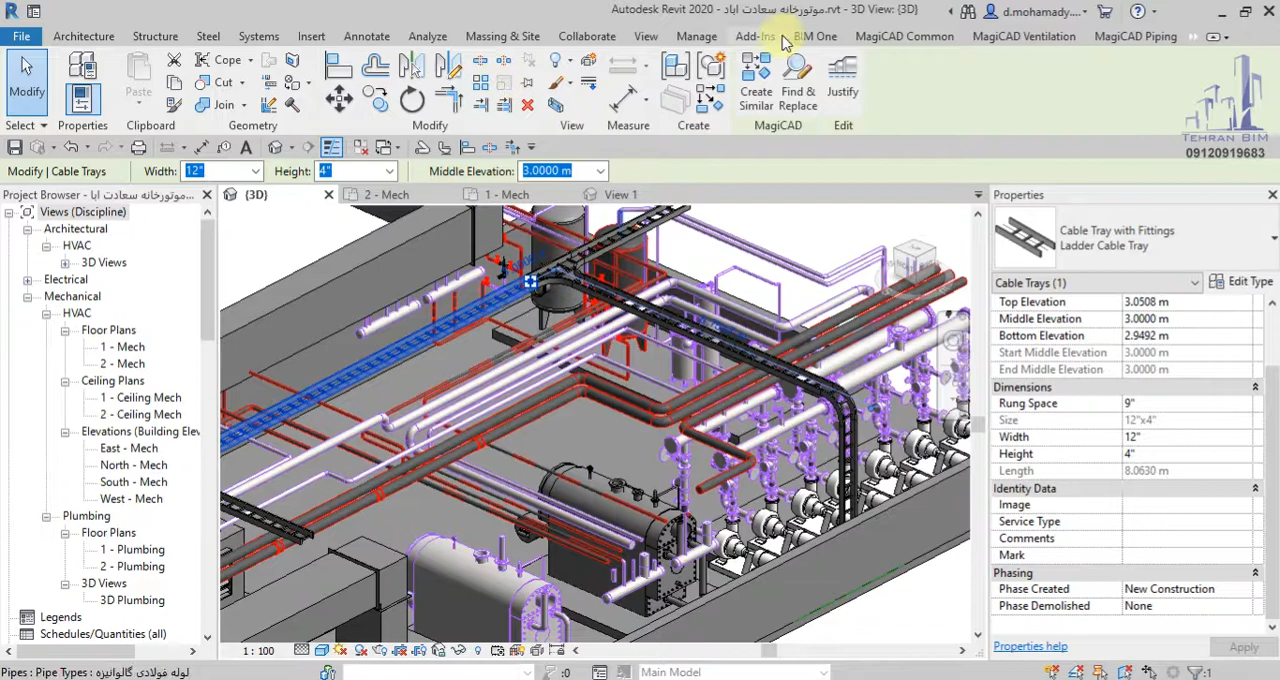 Autodesk Revit 2020 - موتورخانه سعادت اباد.rvt - 3D View: {3D}
d.mohamady....
File Architecture Structure Steel Systems Insert Annotate Analyze Massing & Site Collaborate View Manage Add-Ins BIM One MagiCAD Common MagiCAD Ventilation MagiCAD Piping
Modify
Paste
Cope
Cut
Join
Create Similar
Find & Replace
Justify
Select Properties Clipboard Geometry Modify View Measure Create MagiCAD Edit
TEHRAN BIM
09120919683
Modify | Cable Trays Width: 12" Height: 4" Middle Elevation: 3.0000 m
Project Browser - موتورخانه سعادت ابا...
{3D} 2 - Mech 1 - Mech View 1
Properties
Views (Discipline)
Architectural
HVAC
3D Views
Electrical
Mechanical
HVAC
Floor Plans
1 - Mech
2 - Mech
Ceiling Plans
1 - Ceiling Mech
2 - Ceiling Mech
Elevations (Building Elev
East - Mech
North - Mech
South - Mech
West - Mech
Plumbing
Floor Plans
1 - Plumbing
2 - Plumbing
3D Views
3D Plumbing
Legends
Schedules/Quantities (all)
Cable Tray with Fittings
Ladder Cable Tray
Cable Trays (1) Edit Type
Top Elevation 3.0508 m
Middle Elevation 3.0000 m
Bottom Elevation 2.9492 m
Start Middle Elevation 3.0000 m
End Middle Elevation 3.0000 m
Dimensions
Rung Space 9"
Size 12"x4"
Width 12"
Height 4"
Length 8.0630 m
Identity Data
Image
Service Type
Comments
Mark
Phasing
Phase Created New Construction
Phase Demolished None
Properties help Apply
1 : 100
Pipes : Pipe Types : لوله فولادی گالوانیزه
:0 Main Model :1